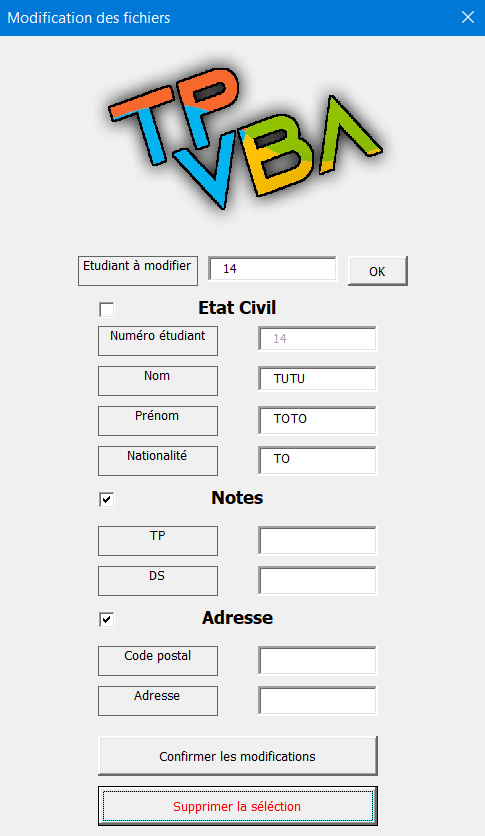 Modification des fichiers
TP
VBA
Etudiant à modifier 14 OK
Etat Civil
Numéro étudiant 14
Nom TUTU
Prénom TOTO
Nationalité TO
Notes
TP
DS
Adresse
Code postal
Adresse
Confirmer les modifications
Supprimer la séléction